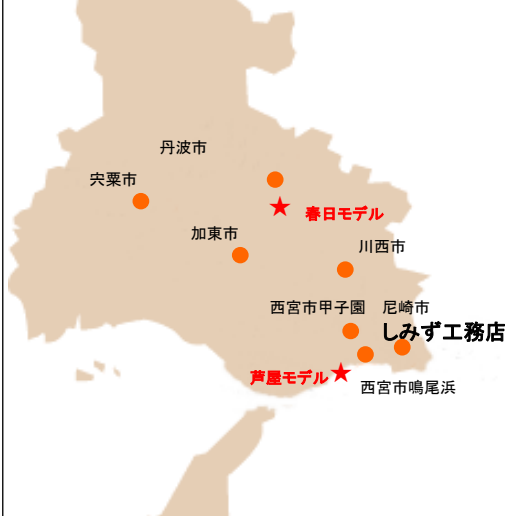 丹波市
宍粟市
春日モデル
加東市
川西市
西宮市甲子園
尼崎市
しみず工務店
芦屋モデル
西宮市鳴尾浜